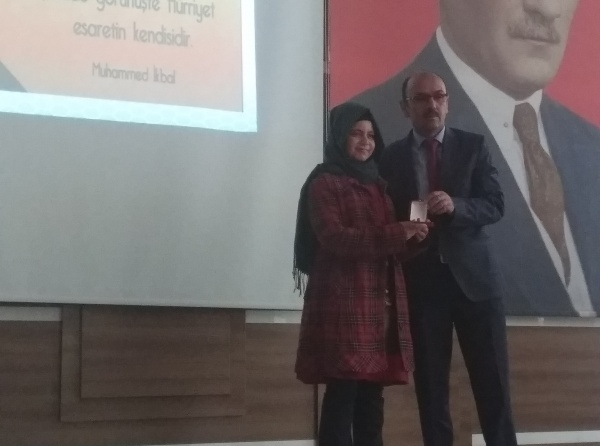 görünüşte Hürriyet
esaretin kendisidir.
Muhammed İkbal